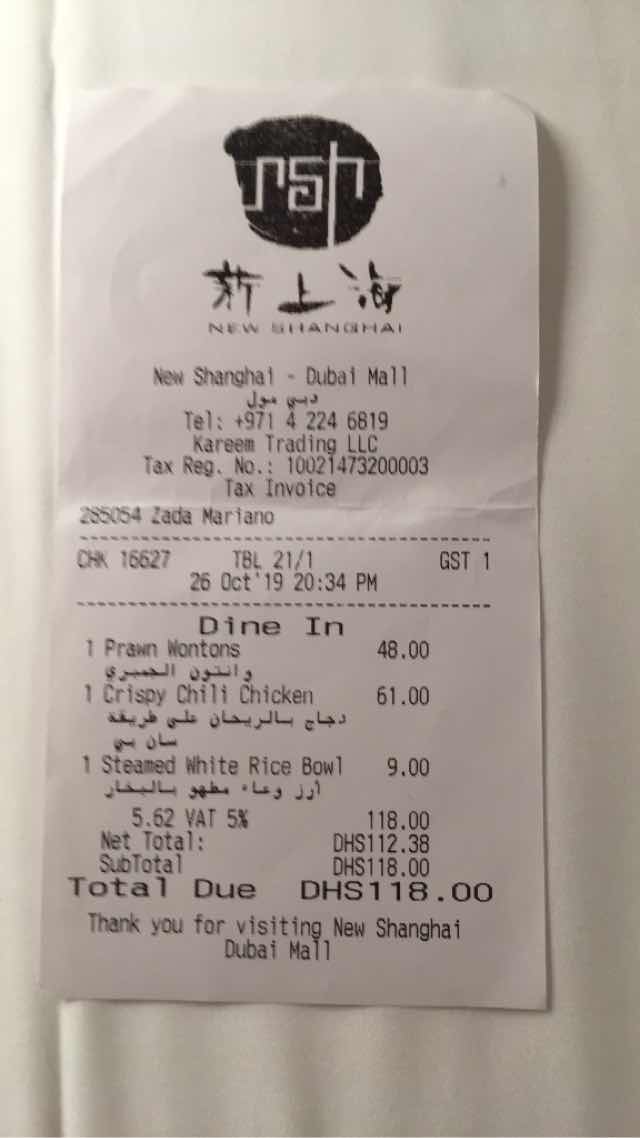 nsh
新上海
NEW SHANGHAI
New Shanghai - Dubai Mall
دبي مول
Tel: +971 4 224 6819
Kareem Trading LLC
Tax Reg. No.: 10021473200003
Tax Invoice
285054 Zada Mariano
CHK 16627 TBL 21/1 GST 1
26 Oct'19 20:34 PM
Dine In
1 Prawn Wontons 48.00
وانتون الجمبري
1 Crispy Chili Chicken 61.00
دجاج بالريحان على طريقة
سان بي
1 Steamed White Rice Bowl 9.00
أرز وعاء مطهو بالبخار
5.62 VAT 5% 118.00
Net Total: DHS112.38
SubTotal DHS118.00
Total Due DHS118.00
Thank you for visiting New Shanghai
Dubai Mall